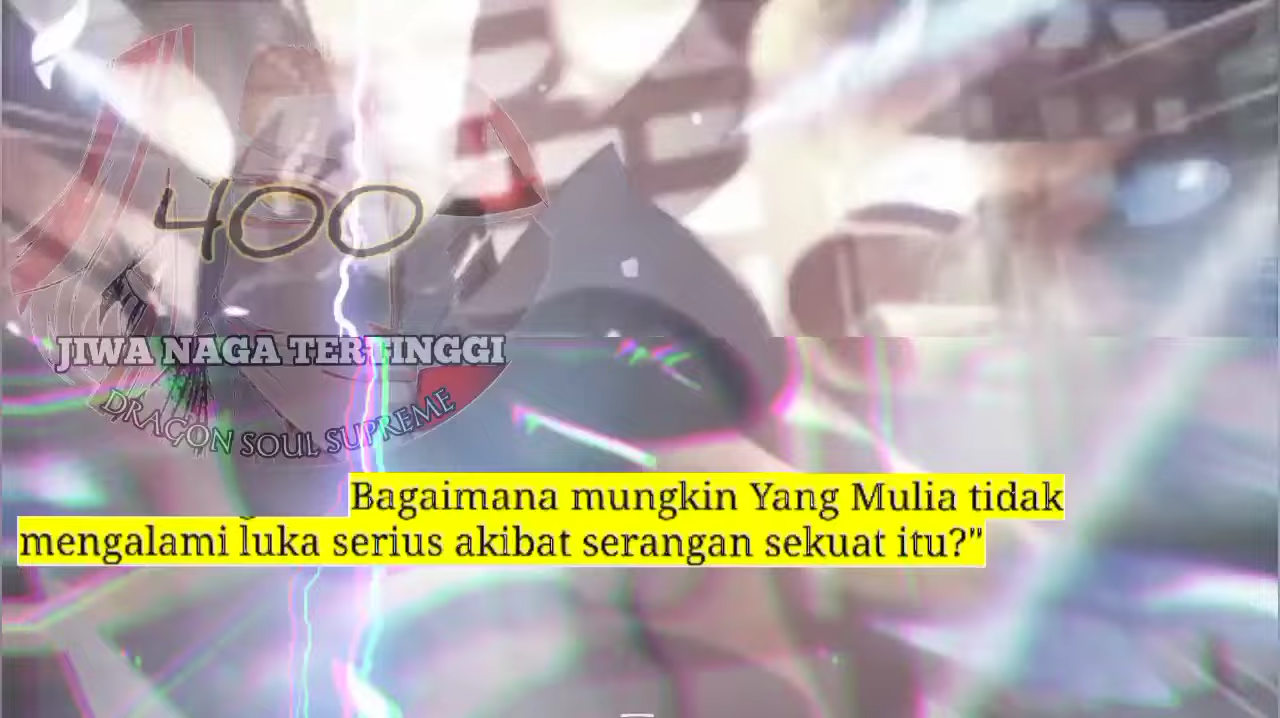 400
JIWA NAGA TERTINGGI
DRAGON SOUL SUPREME
Bagaimana mungkin Yang Mulia tidak
mengalami luka serius akibat serangan sekuat itu?"